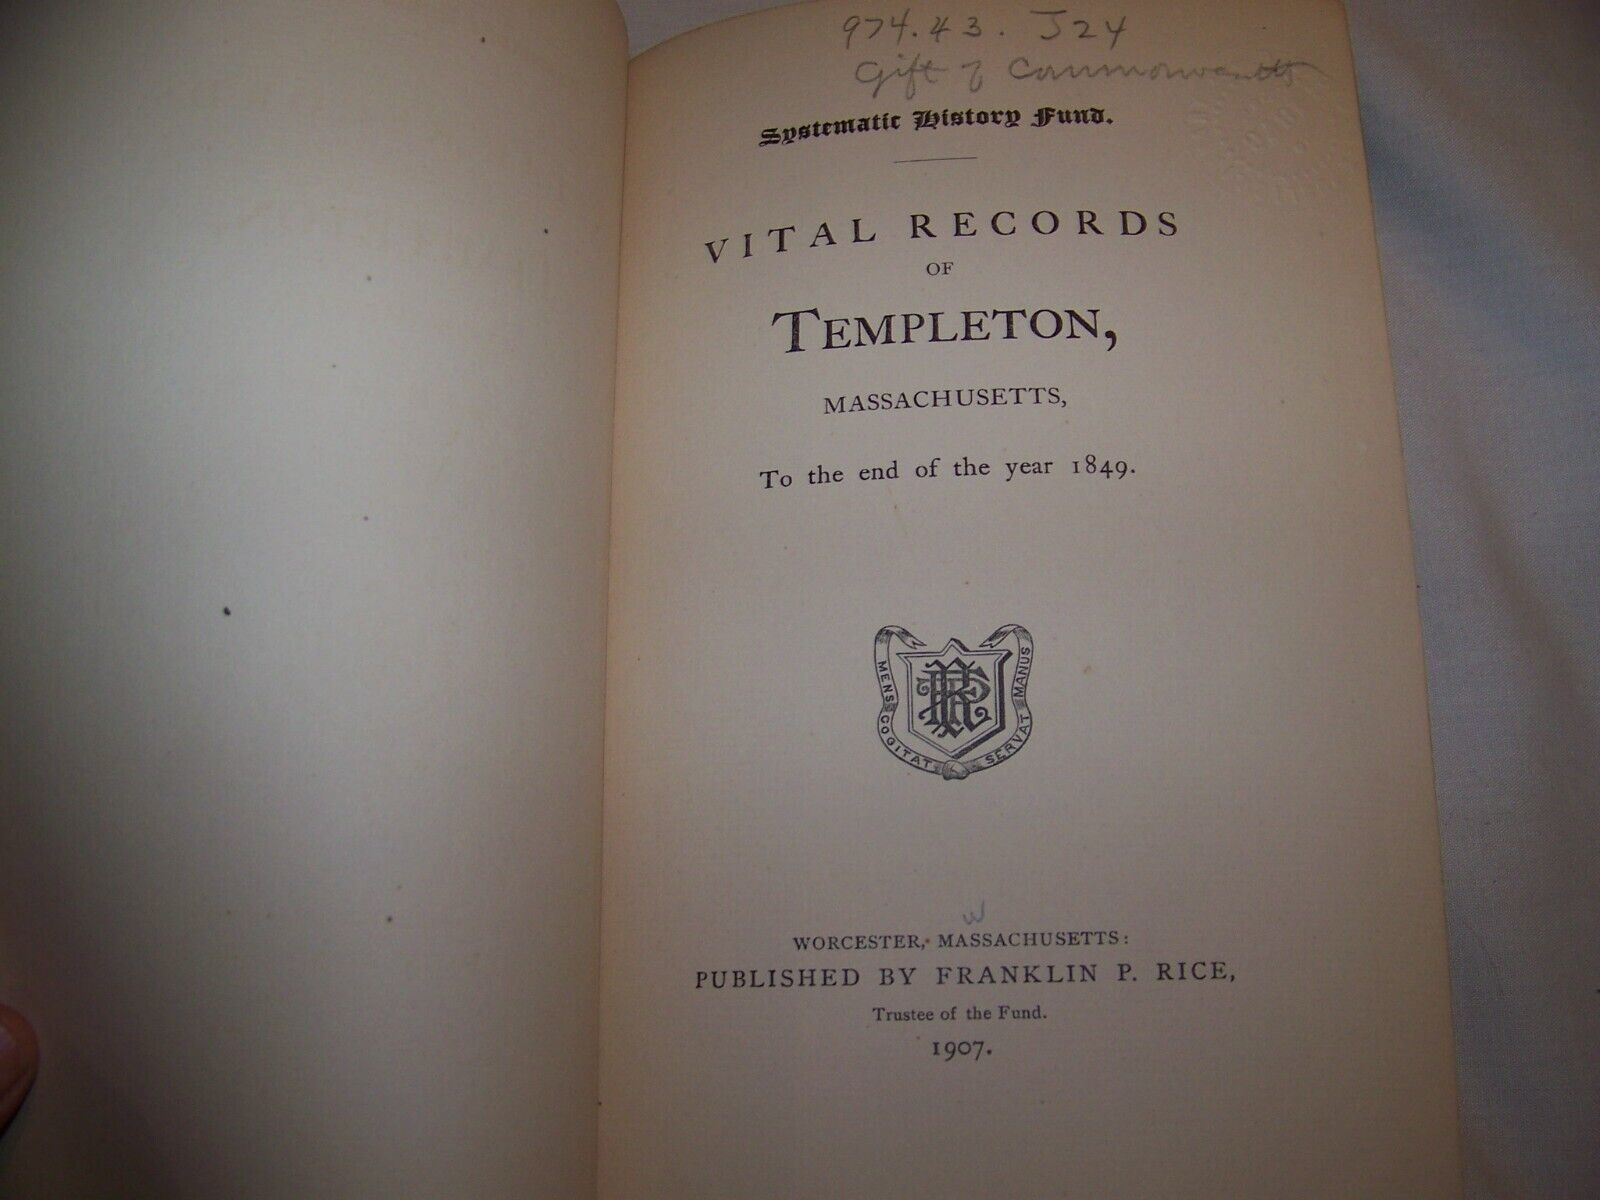 974.43. J24
Gift of Commonwealth
Systematic History Fund.
VITAL RECORDS
OF
TEMPLETON,
MASSACHUSETTS,
To the end of the year 1849.
MENS COGITAT SERVAT MANUS
W
WORCESTER, MASSACHUSETTS:
PUBLISHED BY FRANKLIN P. RICE,
Trustee of the Fund.
1907.